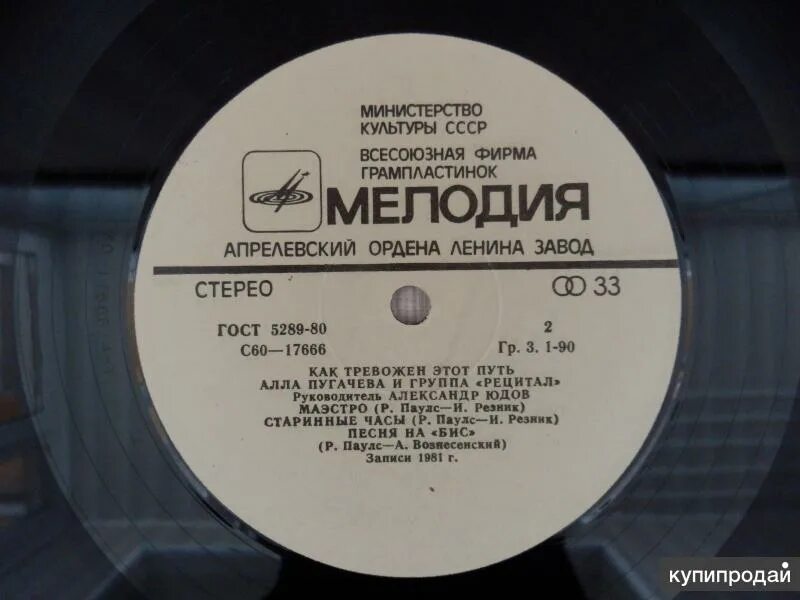 МИНИСТЕРСТВО
КУЛЬТУРЫ СССР
ВСЕСОЮЗНАЯ ФИРМА
ГРАМПЛАСТИНОК
МЕЛОДИЯ
АПРЕЛЕВСКИЙ ОРДЕНА ЛЕНИНА ЗАВОД
СТЕРЕО 33
ГОСТ 5289-80 2
С60—17666 Гр. 3. 1-90
КАК ТРЕВОЖЕН ЭТОТ ПУТЬ
АЛЛА ПУГАЧЕВА И ГРУППА «РЕЦИТАЛ»
Руководитель АЛЕКСАНДР ЮДОВ
МАЭСТРО (Р. Паулс—И. Резник)
СТАРИННЫЕ ЧАСЫ (Р. Паулс—И. Резник)
ПЕСНЯ НА «БИС»
(Р. Паулс—А. Вознесенский)
Записи 1981 г.
купипродай